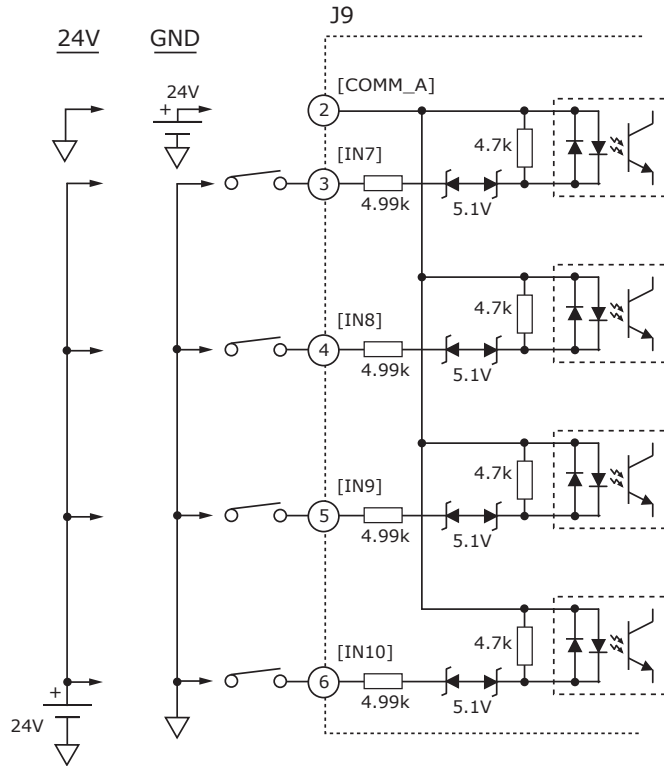 J9
24V GND
24V
+
[COMM_A]
2
4.7k
[IN7]
3
4.99k
5.1V
[IN8]
4.7k
4
4.99k
5.1V
[IN9]
4.7k
5
4.99k
5.1V
[IN10]
4.7k
6
4.99k
5.1V
+
24V